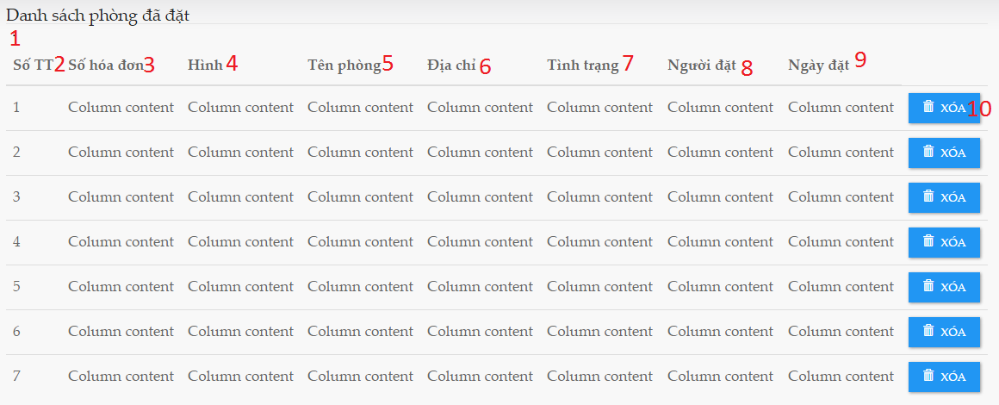 Danh sách phòng đã đặt
1
Số TT2 Số hóa đơn3 Hình 4 Tên phòng5 Địa chỉ 6 Tình trạng 7 Người đặt 8 Ngày đặt 9
1 Column content Column content Column content Column content Column content Column content Column content XÓA 10
2 Column content Column content Column content Column content Column content Column content Column content XÓA
3 Column content Column content Column content Column content Column content Column content Column content XÓA
4 Column content Column content Column content Column content Column content Column content Column content XÓA
5 Column content Column content Column content Column content Column content Column content Column content XÓA
6 Column content Column content Column content Column content Column content Column content Column content XÓA
7 Column content Column content Column content Column content Column content Column content Column content XÓA